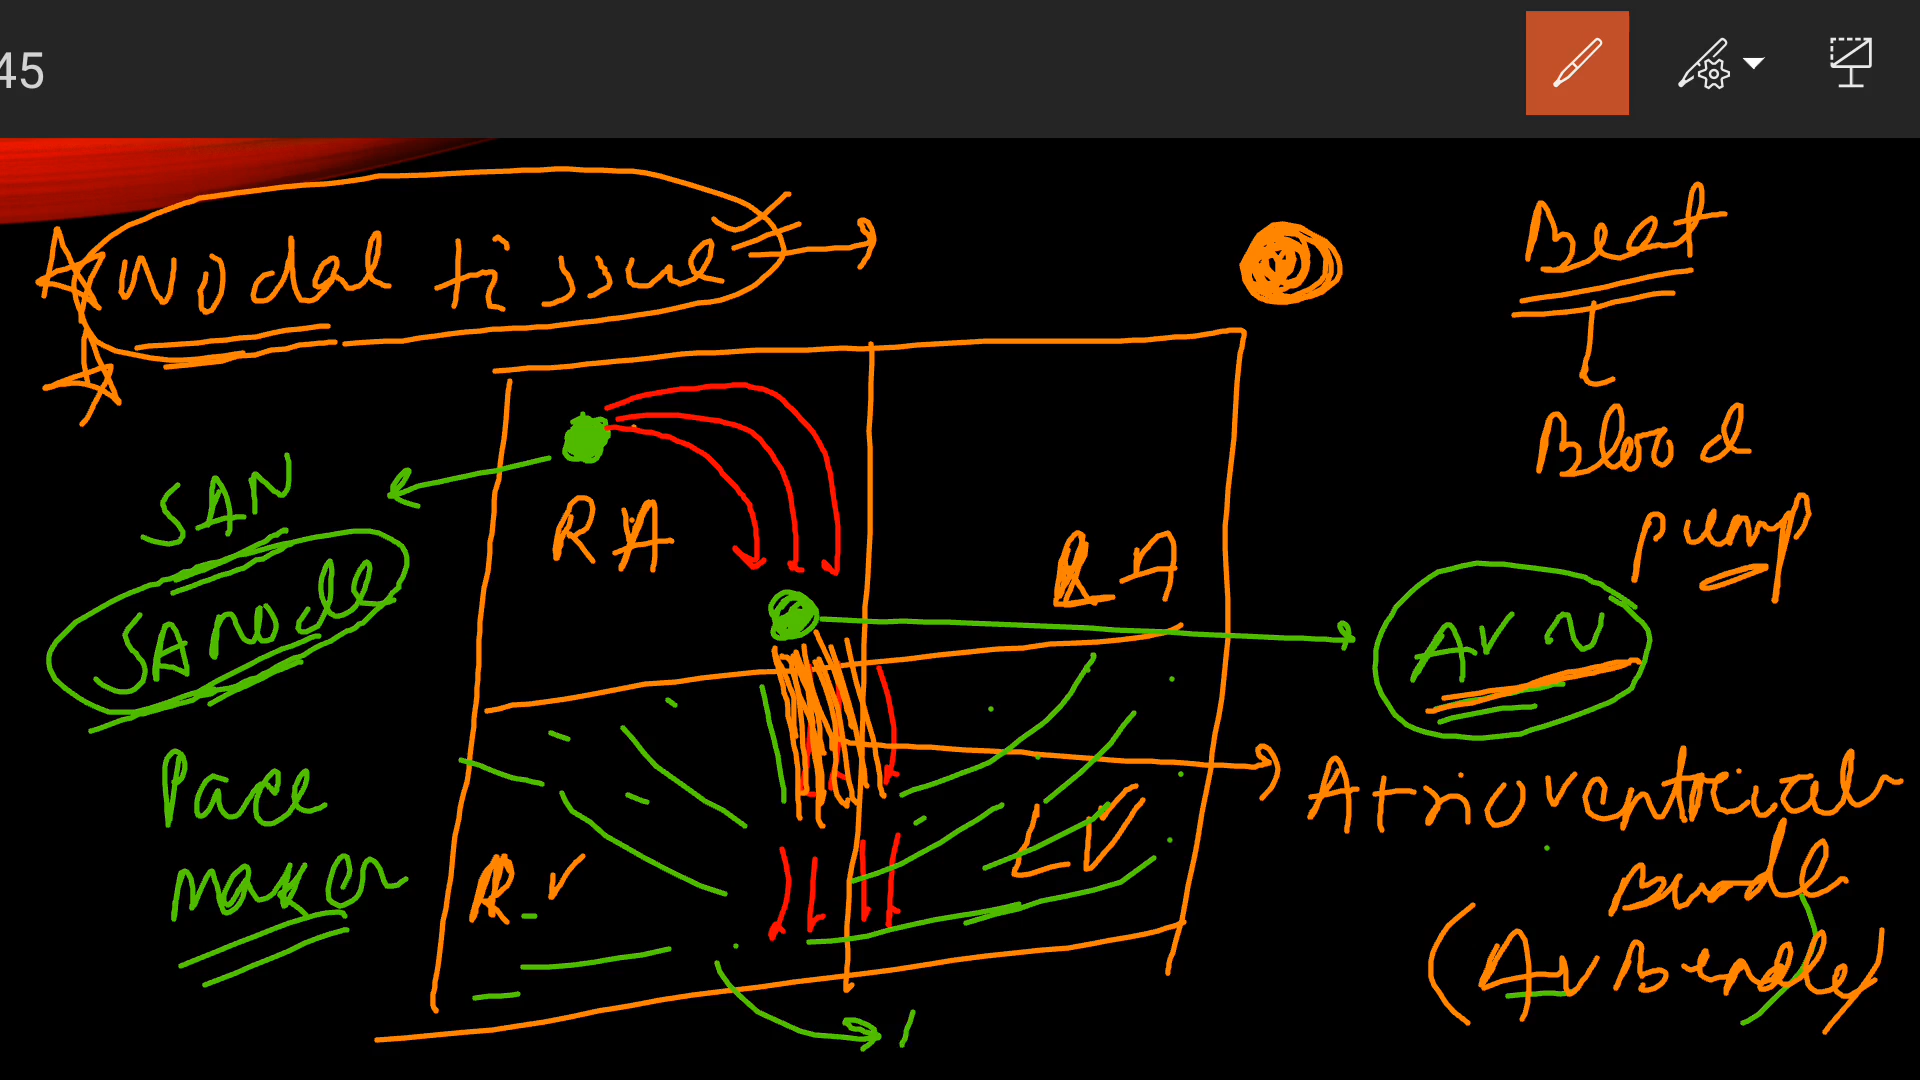 45
Nodal tissue
Beat
Blood
pump
SAN
SA Node
Pace
maker
RA
LA
AVN
RV
LV
Atrioventricular
Bundle
(AV Bundle)